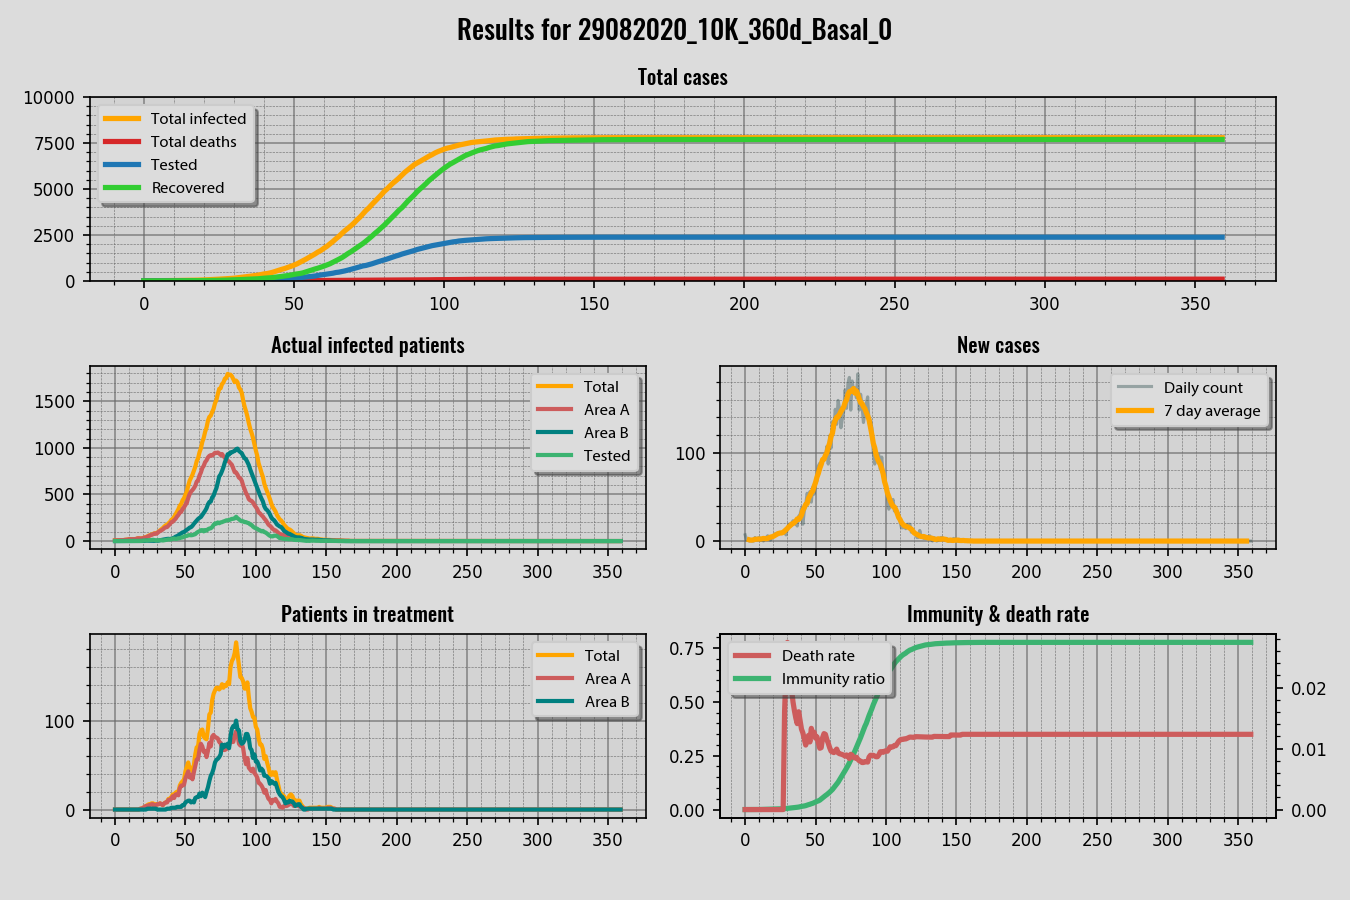 Results for 29082020_10K_360d_Basal_0
Total cases
10000
7500
5000
2500
0
Total infected
Total deaths
Tested
Recovered
0 50 100 150 200 250 300 350
Actual infected patients
1500
1000
500
0
Total
Area A
Area B
Tested
0 50 100 150 200 250 300 350
New cases
100
0
Daily count
7 day average
0 50 100 150 200 250 300 350
Patients in treatment
100
0
Total
Area A
Area B
0 50 100 150 200 250 300 350
Immunity & death rate
0.75
0.50
0.25
0.00
Death rate
Immunity ratio
0.02
0.01
0.00
0 50 100 150 200 250 300 350